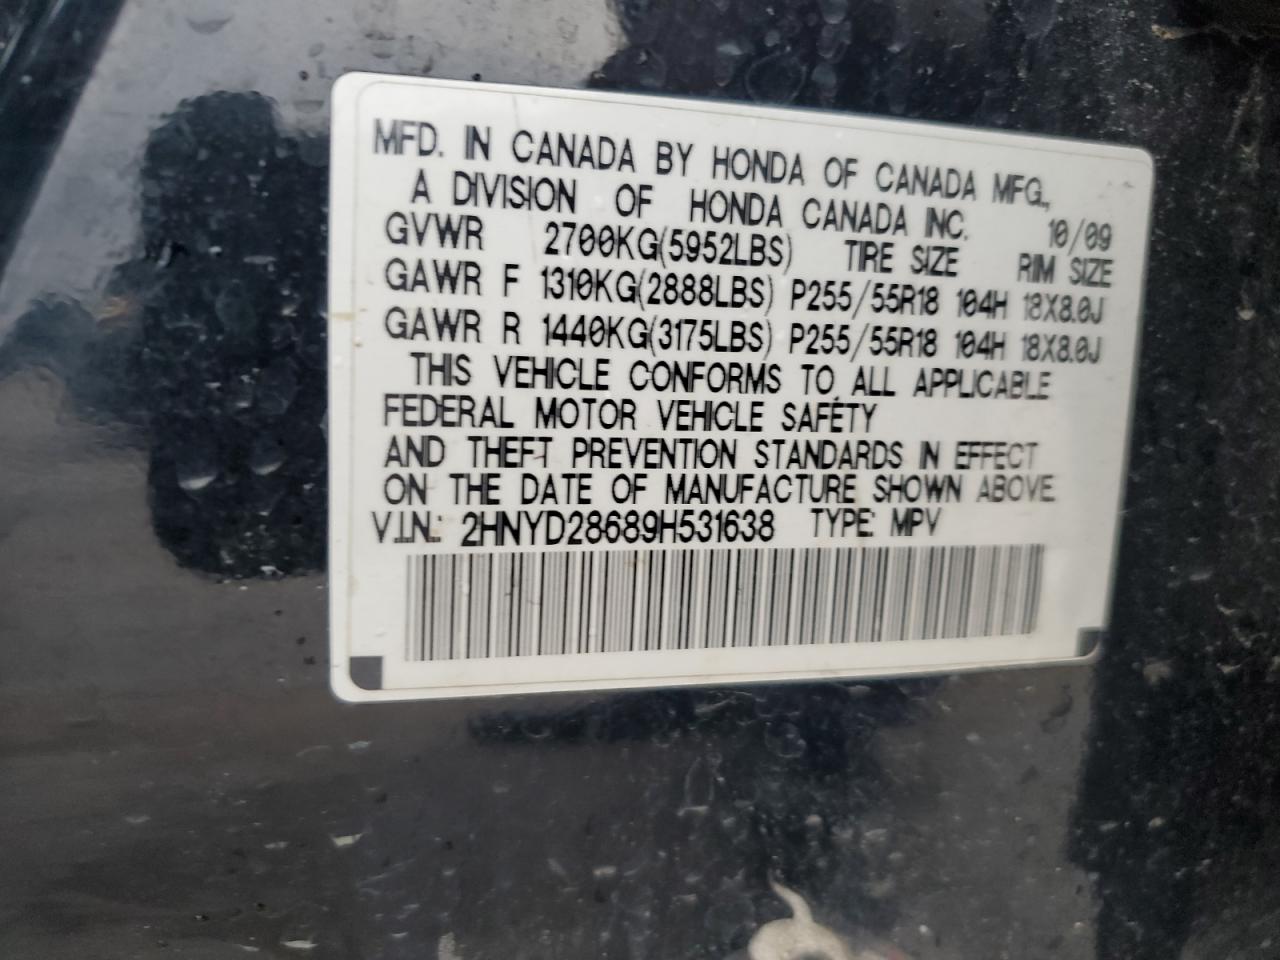 MFD. IN CANADA BY HONDA OF CANADA MFG.,
A DIVISION OF HONDA CANADA INC. 10/09
GVWR 2700KG(5952LBS) TIRE SIZE RIM SIZE
GAWR F 1310KG(2888LBS) P255/55R18 104H 18X8.0J
GAWR R 1440KG(3175LBS) P255/55R18 104H 18X8.0J
THIS VEHICLE CONFORMS TO ALL APPLICABLE
FEDERAL MOTOR VEHICLE SAFETY
AND THEFT PREVENTION STANDARDS IN EFFECT
ON THE DATE OF MANUFACTURE SHOWN ABOVE
V.I.N.: 2HNYD28689H531638 TYPE: MPV